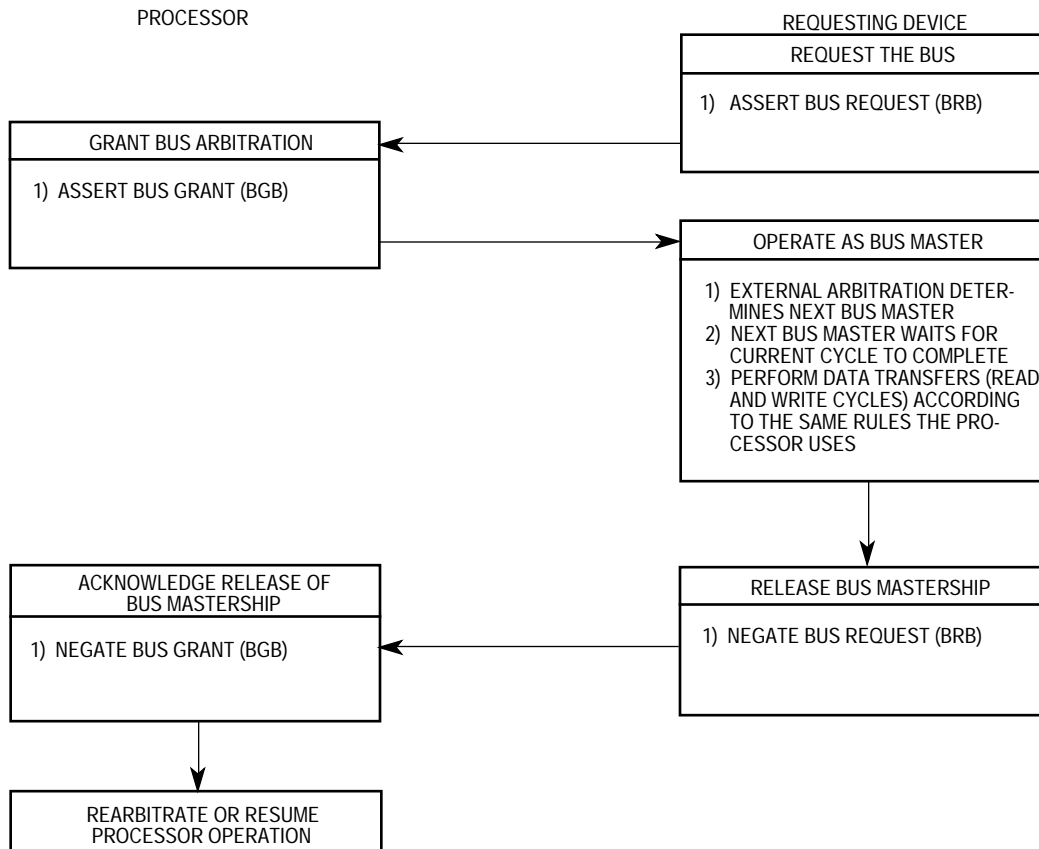 PROCESSOR
REQUESTING DEVICE
REQUEST THE BUS
1) ASSERT BUS REQUEST (BRB)
GRANT BUS ARBITRATION
1) ASSERT BUS GRANT (BGB)
OPERATE AS BUS MASTER
1) EXTERNAL ARBITRATION DETER-
MINES NEXT BUS MASTER
2) NEXT BUS MASTER WAITS FOR
CURRENT CYCLE TO COMPLETE
3) PERFORM DATA TRANSFERS (READ
AND WRITE CYCLES) ACCORDING
TO THE SAME RULES THE PRO-
CESSOR USES
RELEASE BUS MASTERSHIP
1) NEGATE BUS REQUEST (BRB)
ACKNOWLEDGE RELEASE OF
BUS MASTERSHIP
1) NEGATE BUS GRANT (BGB)
REARBITRATE OR RESUME
PROCESSOR OPERATION